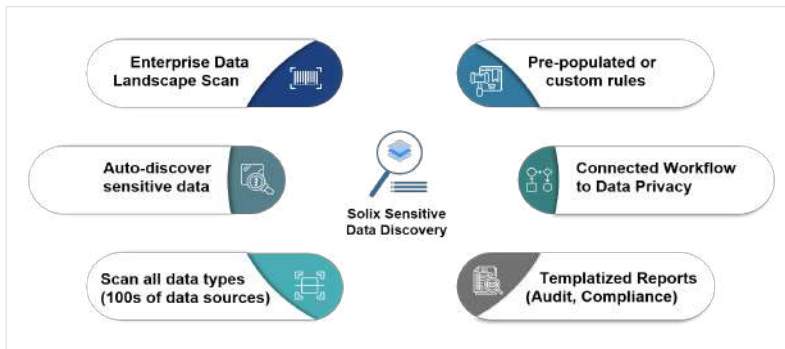 Enterprise Data
Landscape Scan
Pre-populated or
custom rules
Auto-discover
sensitive data
Connected Workflow
to Data Privacy
Solix Sensitive
Data Discovery
Scan all data types
(100s of data sources)
Templatized Reports
(Audit, Compliance)